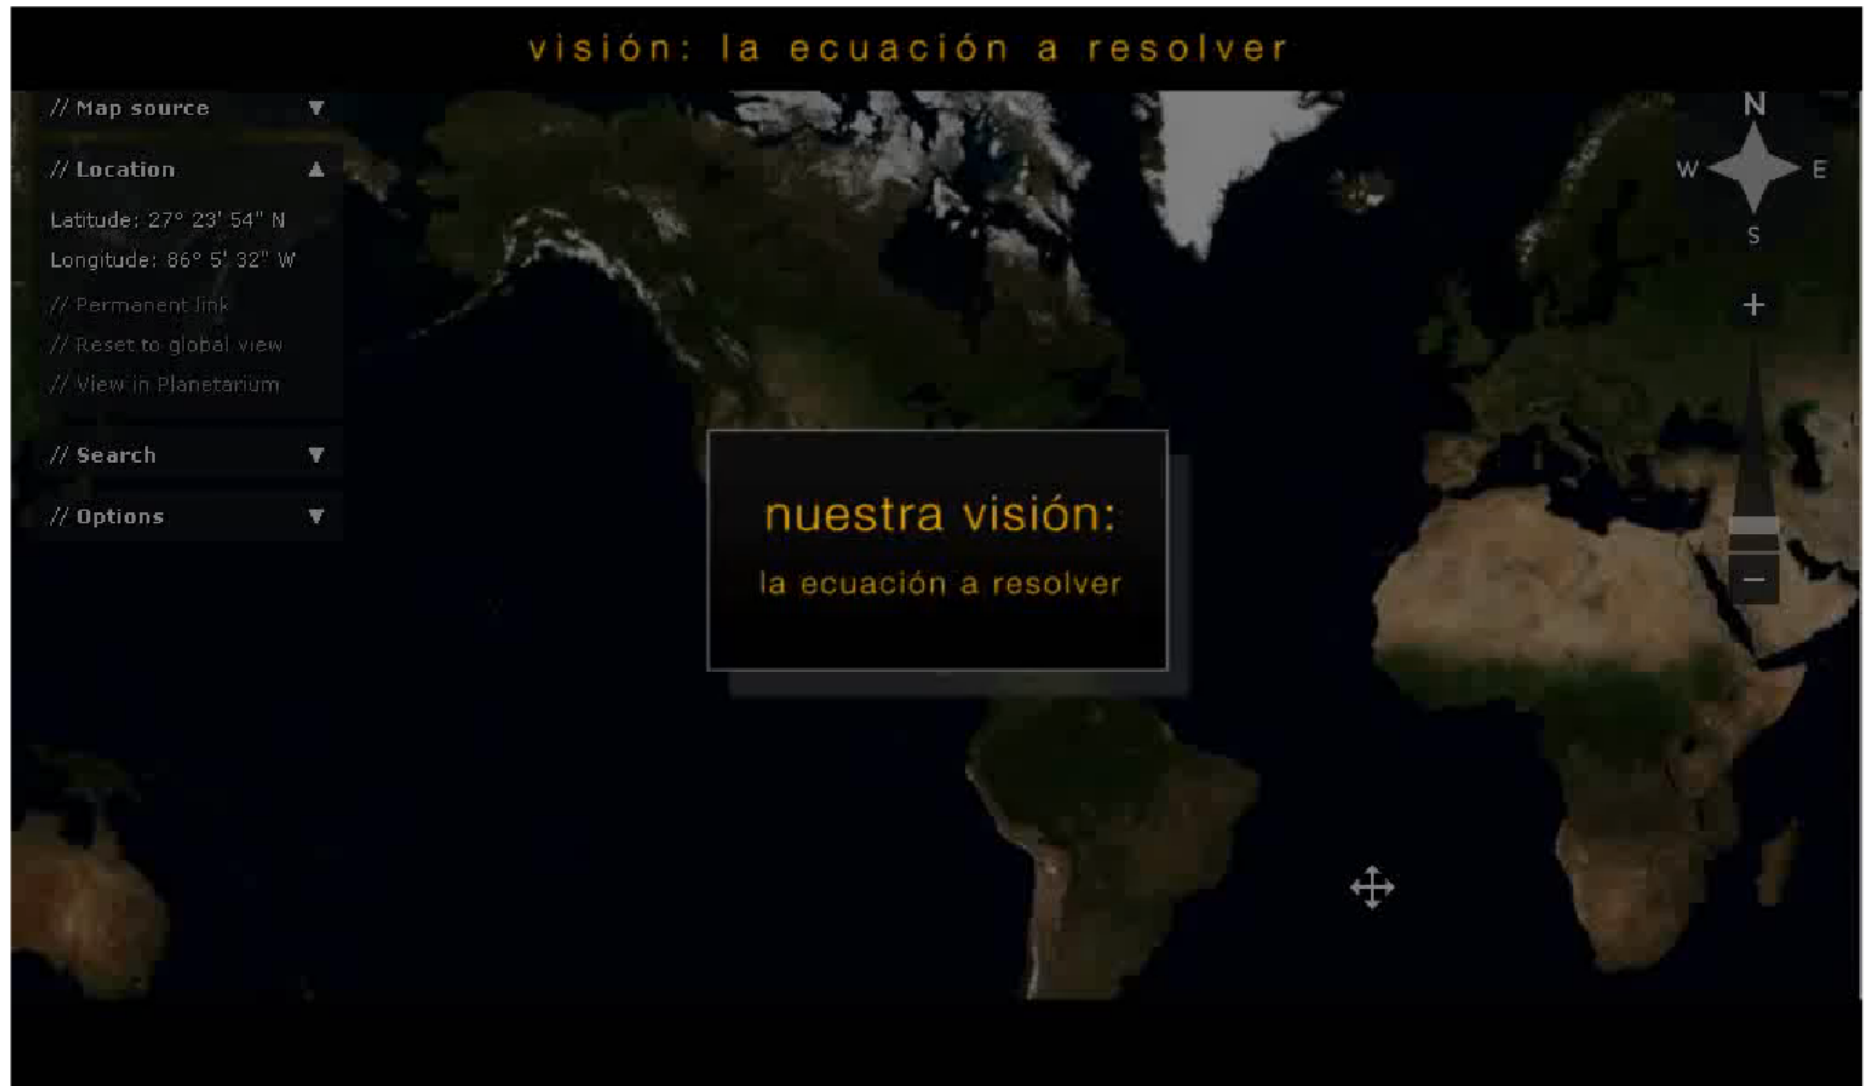 visión: la ecuación a resolver
// Map source ▼
// Location ▲
Latitude: 27° 23' 54" N
Longitude: 86° 5' 32" W
// Permanent link
// Reset to global view
// View in Planetarium
// Search ▼
// Options ▼
nuestra visión:
la ecuación a resolver
N
W E
S
+
−